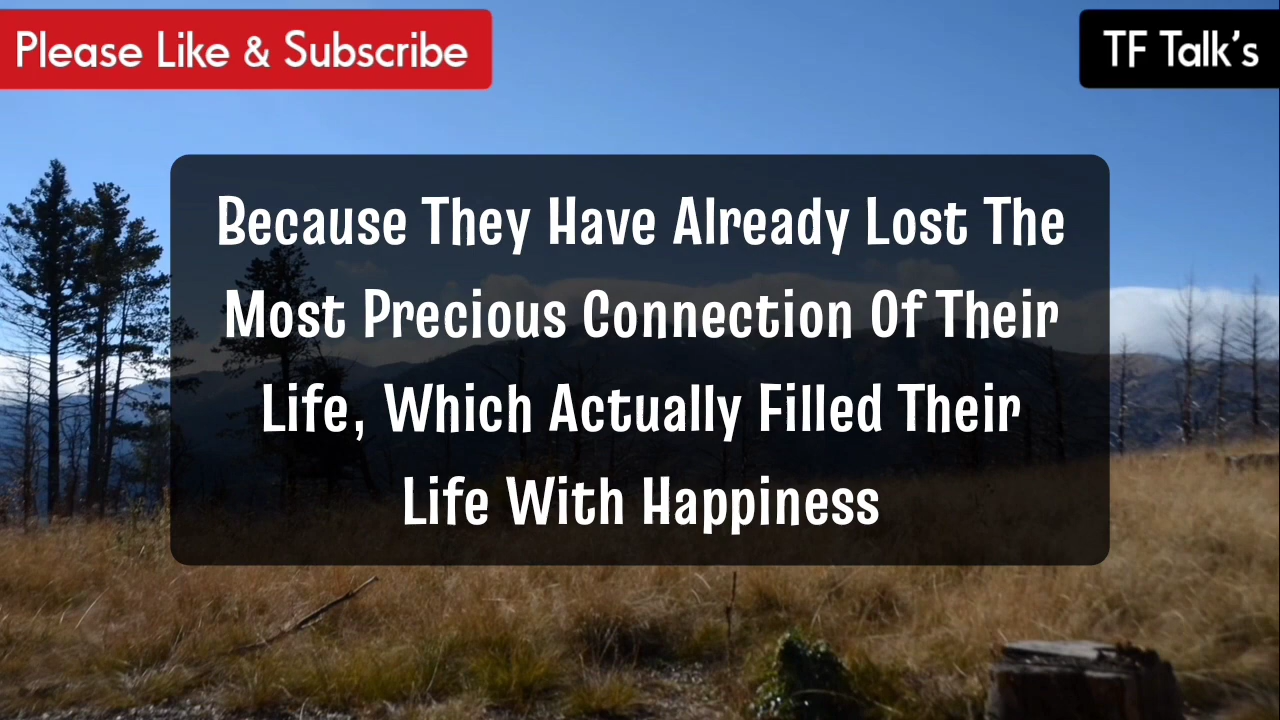 Please Like & Subscribe
TF Talk's
Because They Have Already Lost The
Most Precious Connection Of Their
Life, Which Actually Filled Their
Life With Happiness